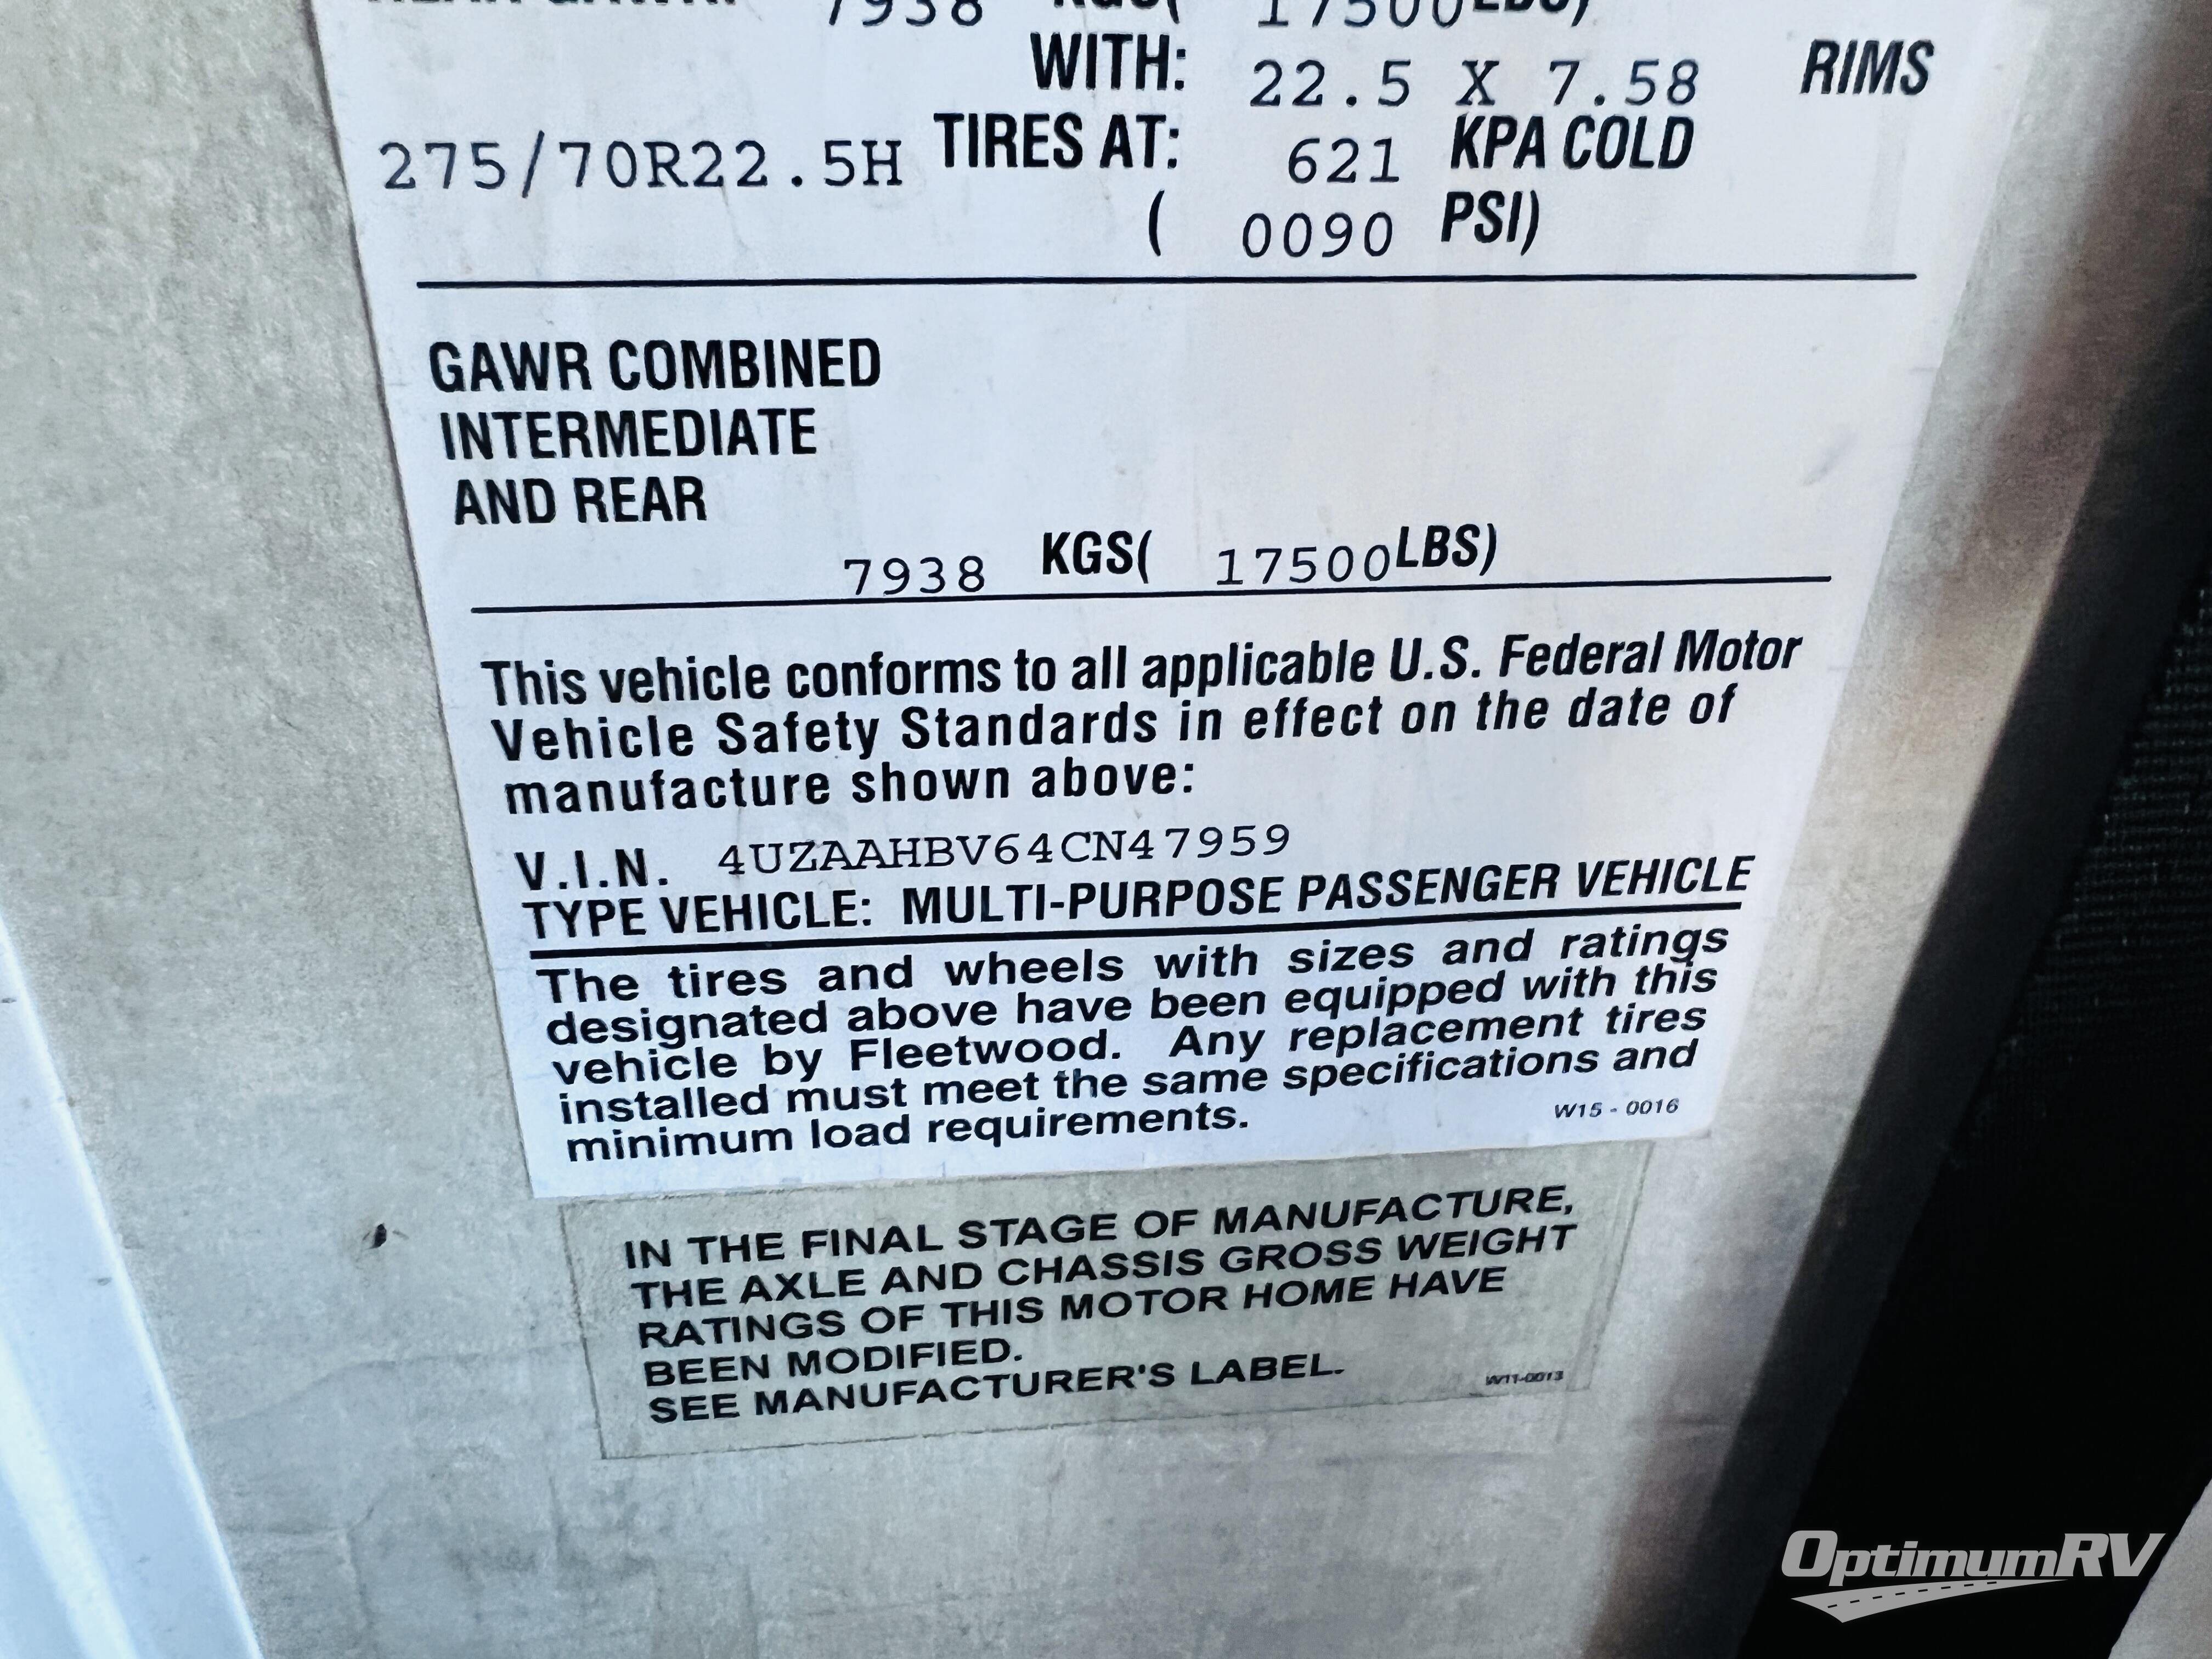 7938 KGS( 17500LBS)
WITH: 22.5 X 7.58 RIMS
275/70R22.5H TIRES AT: 621 KPA COLD
( 0090 PSI)
GAWR COMBINED
INTERMEDIATE
AND REAR
7938 KGS( 17500LBS)
This vehicle conforms to all applicable U.S. Federal Motor
Vehicle Safety Standards in effect on the date of
manufacture shown above:
V.I.N. 4UZAAHBV64CN47959
TYPE VEHICLE: MULTI-PURPOSE PASSENGER VEHICLE
The tires and wheels with sizes and ratings
designated above have been equipped with this
vehicle by Fleetwood. Any replacement tires
installed must meet the same specifications and
minimum load requirements.
W15 - 0016
IN THE FINAL STAGE OF MANUFACTURE,
THE AXLE AND CHASSIS GROSS WEIGHT
RATINGS OF THIS MOTOR HOME HAVE
BEEN MODIFIED.
SEE MANUFACTURER'S LABEL.
W11-0013
OptimumRV